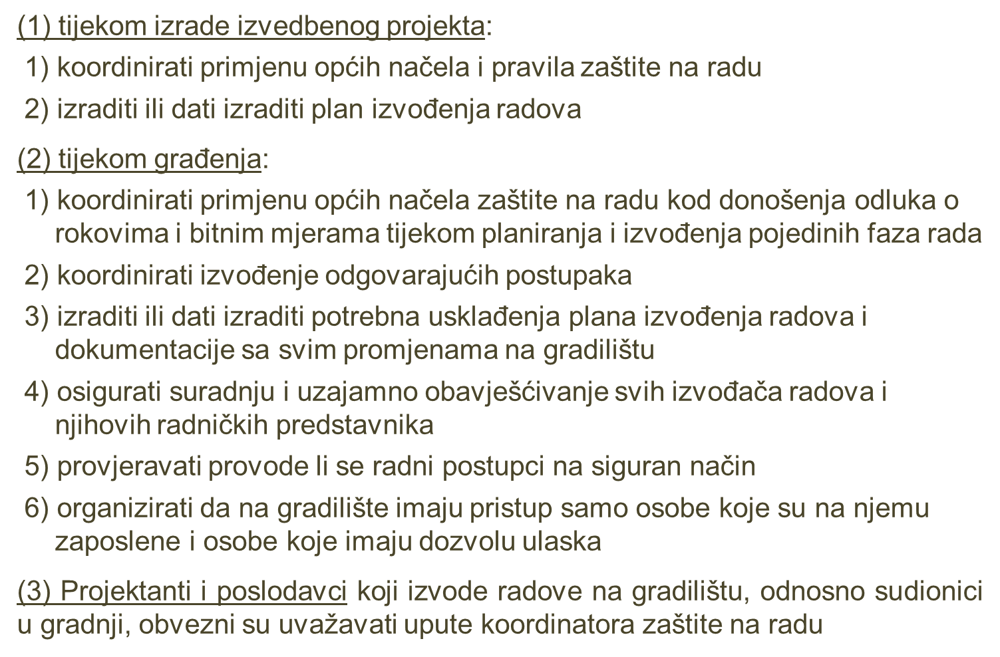 (1) tijekom izrade izvedbenog projekta:
1) koordinirati primjenu općih načela i pravila zaštite na radu
2) izraditi ili dati izraditi plan izvođenja radova
(2) tijekom građenja:
1) koordinirati primjenu općih načela zaštite na radu kod donošenja odluka o
rokovima i bitnim mjerama tijekom planiranja i izvođenja pojedinih faza rada
2) koordinirati izvođenje odgovarajućih postupaka
3) izraditi ili dati izraditi potrebna usklađenja plana izvođenja radova i
dokumentacije sa svim promjenama na gradilištu
4) osigurati suradnju i uzajamno obavješćivanje svih izvođača radova i
njihovih radničkih predstavnika
5) provjeravati provode li se radni postupci na siguran način
6) organizirati da na gradilište imaju pristup samo osobe koje su na njemu
zaposlene i osobe koje imaju dozvolu ulaska
(3) Projektanti i poslodavci koji izvode radove na gradilištu, odnosno sudionici
u gradnji, obvezni su uvažavati upute koordinatora zaštite na radu